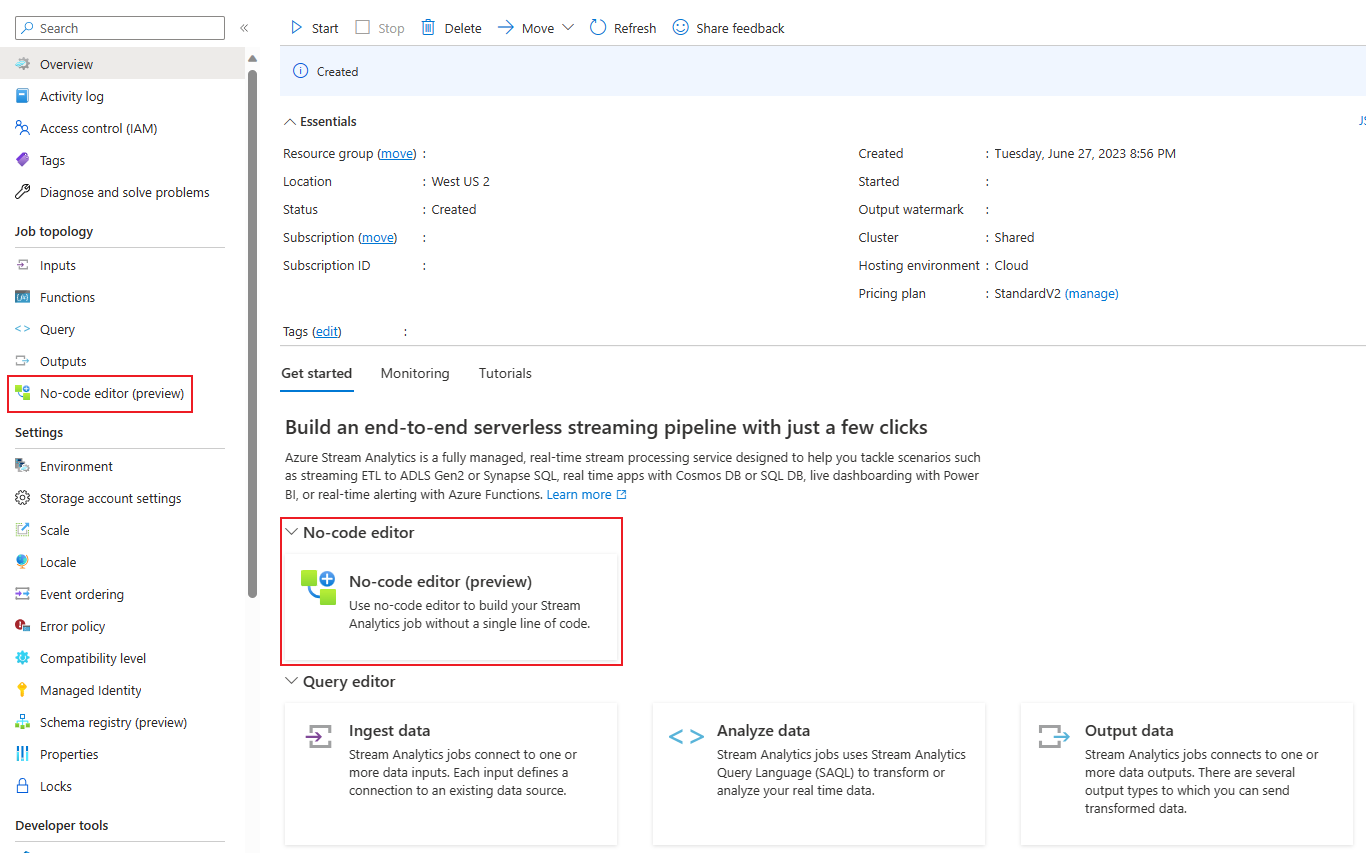 Search «
Overview
Activity log
Access control (IAM)
Tags
Diagnose and solve problems
Job topology
Inputs
Functions
Query
Outputs
No-code editor (preview)
Settings
Environment
Storage account settings
Scale
Locale
Event ordering
Error policy
Compatibility level
Managed Identity
Schema registry (preview)
Properties
Locks
Developer tools
Start Stop Delete Move Refresh Share feedback
Created
Essentials
Resource group (move) :
Location : West US 2
Status : Created
Subscription (move) :
Subscription ID :
Created : Tuesday, June 27, 2023 8:56 PM
Started :
Output watermark :
Cluster : Shared
Hosting environment : Cloud
Pricing plan : StandardV2 (manage)
Tags (edit) :
Get started Monitoring Tutorials
Build an end-to-end serverless streaming pipeline with just a few clicks
Azure Stream Analytics is a fully managed, real-time stream processing service designed to help you tackle scenarios such
as streaming ETL to ADLS Gen2 or Synapse SQL, real time apps with Cosmos DB or SQL DB, live dashboarding with Power
BI, or real-time alerting with Azure Functions. Learn more
No-code editor
No-code editor (preview)
Use no-code editor to build your Stream
Analytics job without a single line of code.
Query editor
Ingest data
Stream Analytics jobs connect to one or
more data inputs. Each input defines a
connection to an existing data source.
Analyze data
Stream Analytics jobs uses Stream Analytics
Query Language (SAQL) to transform or
analyze your real time data.
Output data
Stream Analytics jobs connects to one or
more data outputs. There are several
output types to which you can send
transformed data.